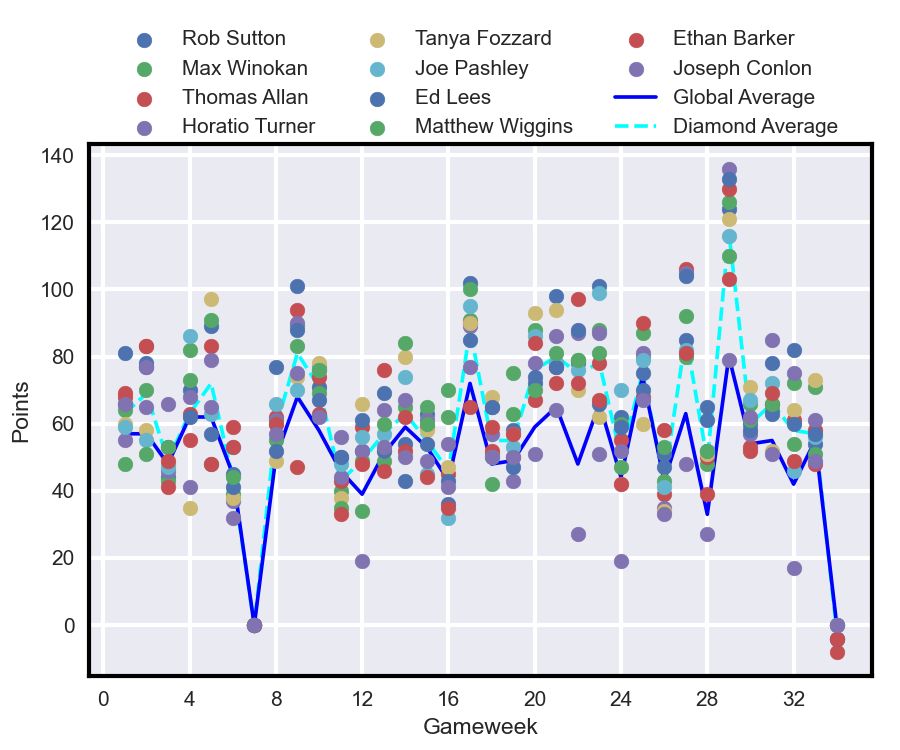 Rob Sutton Tanya Fozzard Ethan Barker
Max Winokan Joe Pashley Joseph Conlon
Thomas Allan Ed Lees Global Average
Horatio Turner Matthew Wiggins Diamond Average
140
120
100
80
60
40
20
0
Points
0 4 8 12 16 20 24 28 32
Gameweek